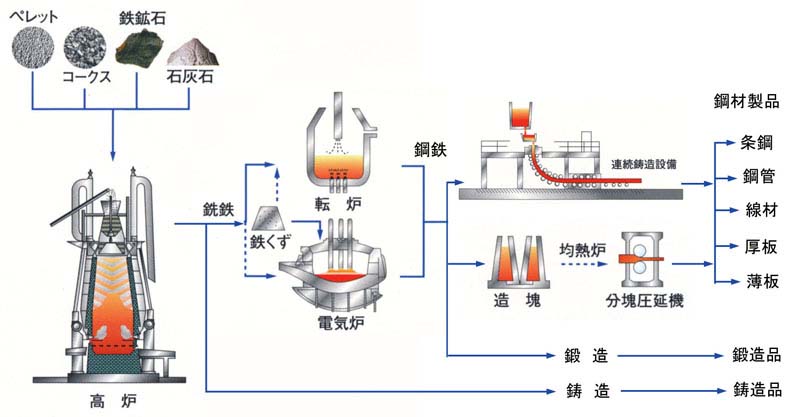 ペレット
コークス
鉄鉱石
石灰石
高炉
銑鉄
転炉
鉄くず
電気炉
鋼鉄
連続鋳造設備
造塊
均熱炉
分塊圧延機
鍛造
鋳造
鋼材製品
条鋼
鋼管
線材
厚板
薄板
鍛造品
鋳造品